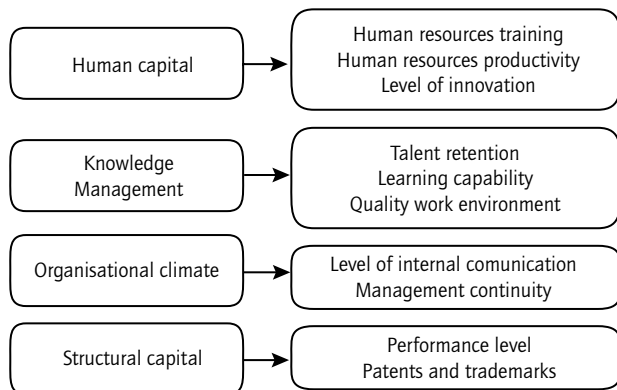 Human capital
Human resources training
Human resources productivity
Level of innovation
Knowledge
Management
Talent retention
Learning capability
Quality work environment
Organisational climate
Level of internal comunication
Management continuity
Structural capital
Performance level
Patents and trademarks